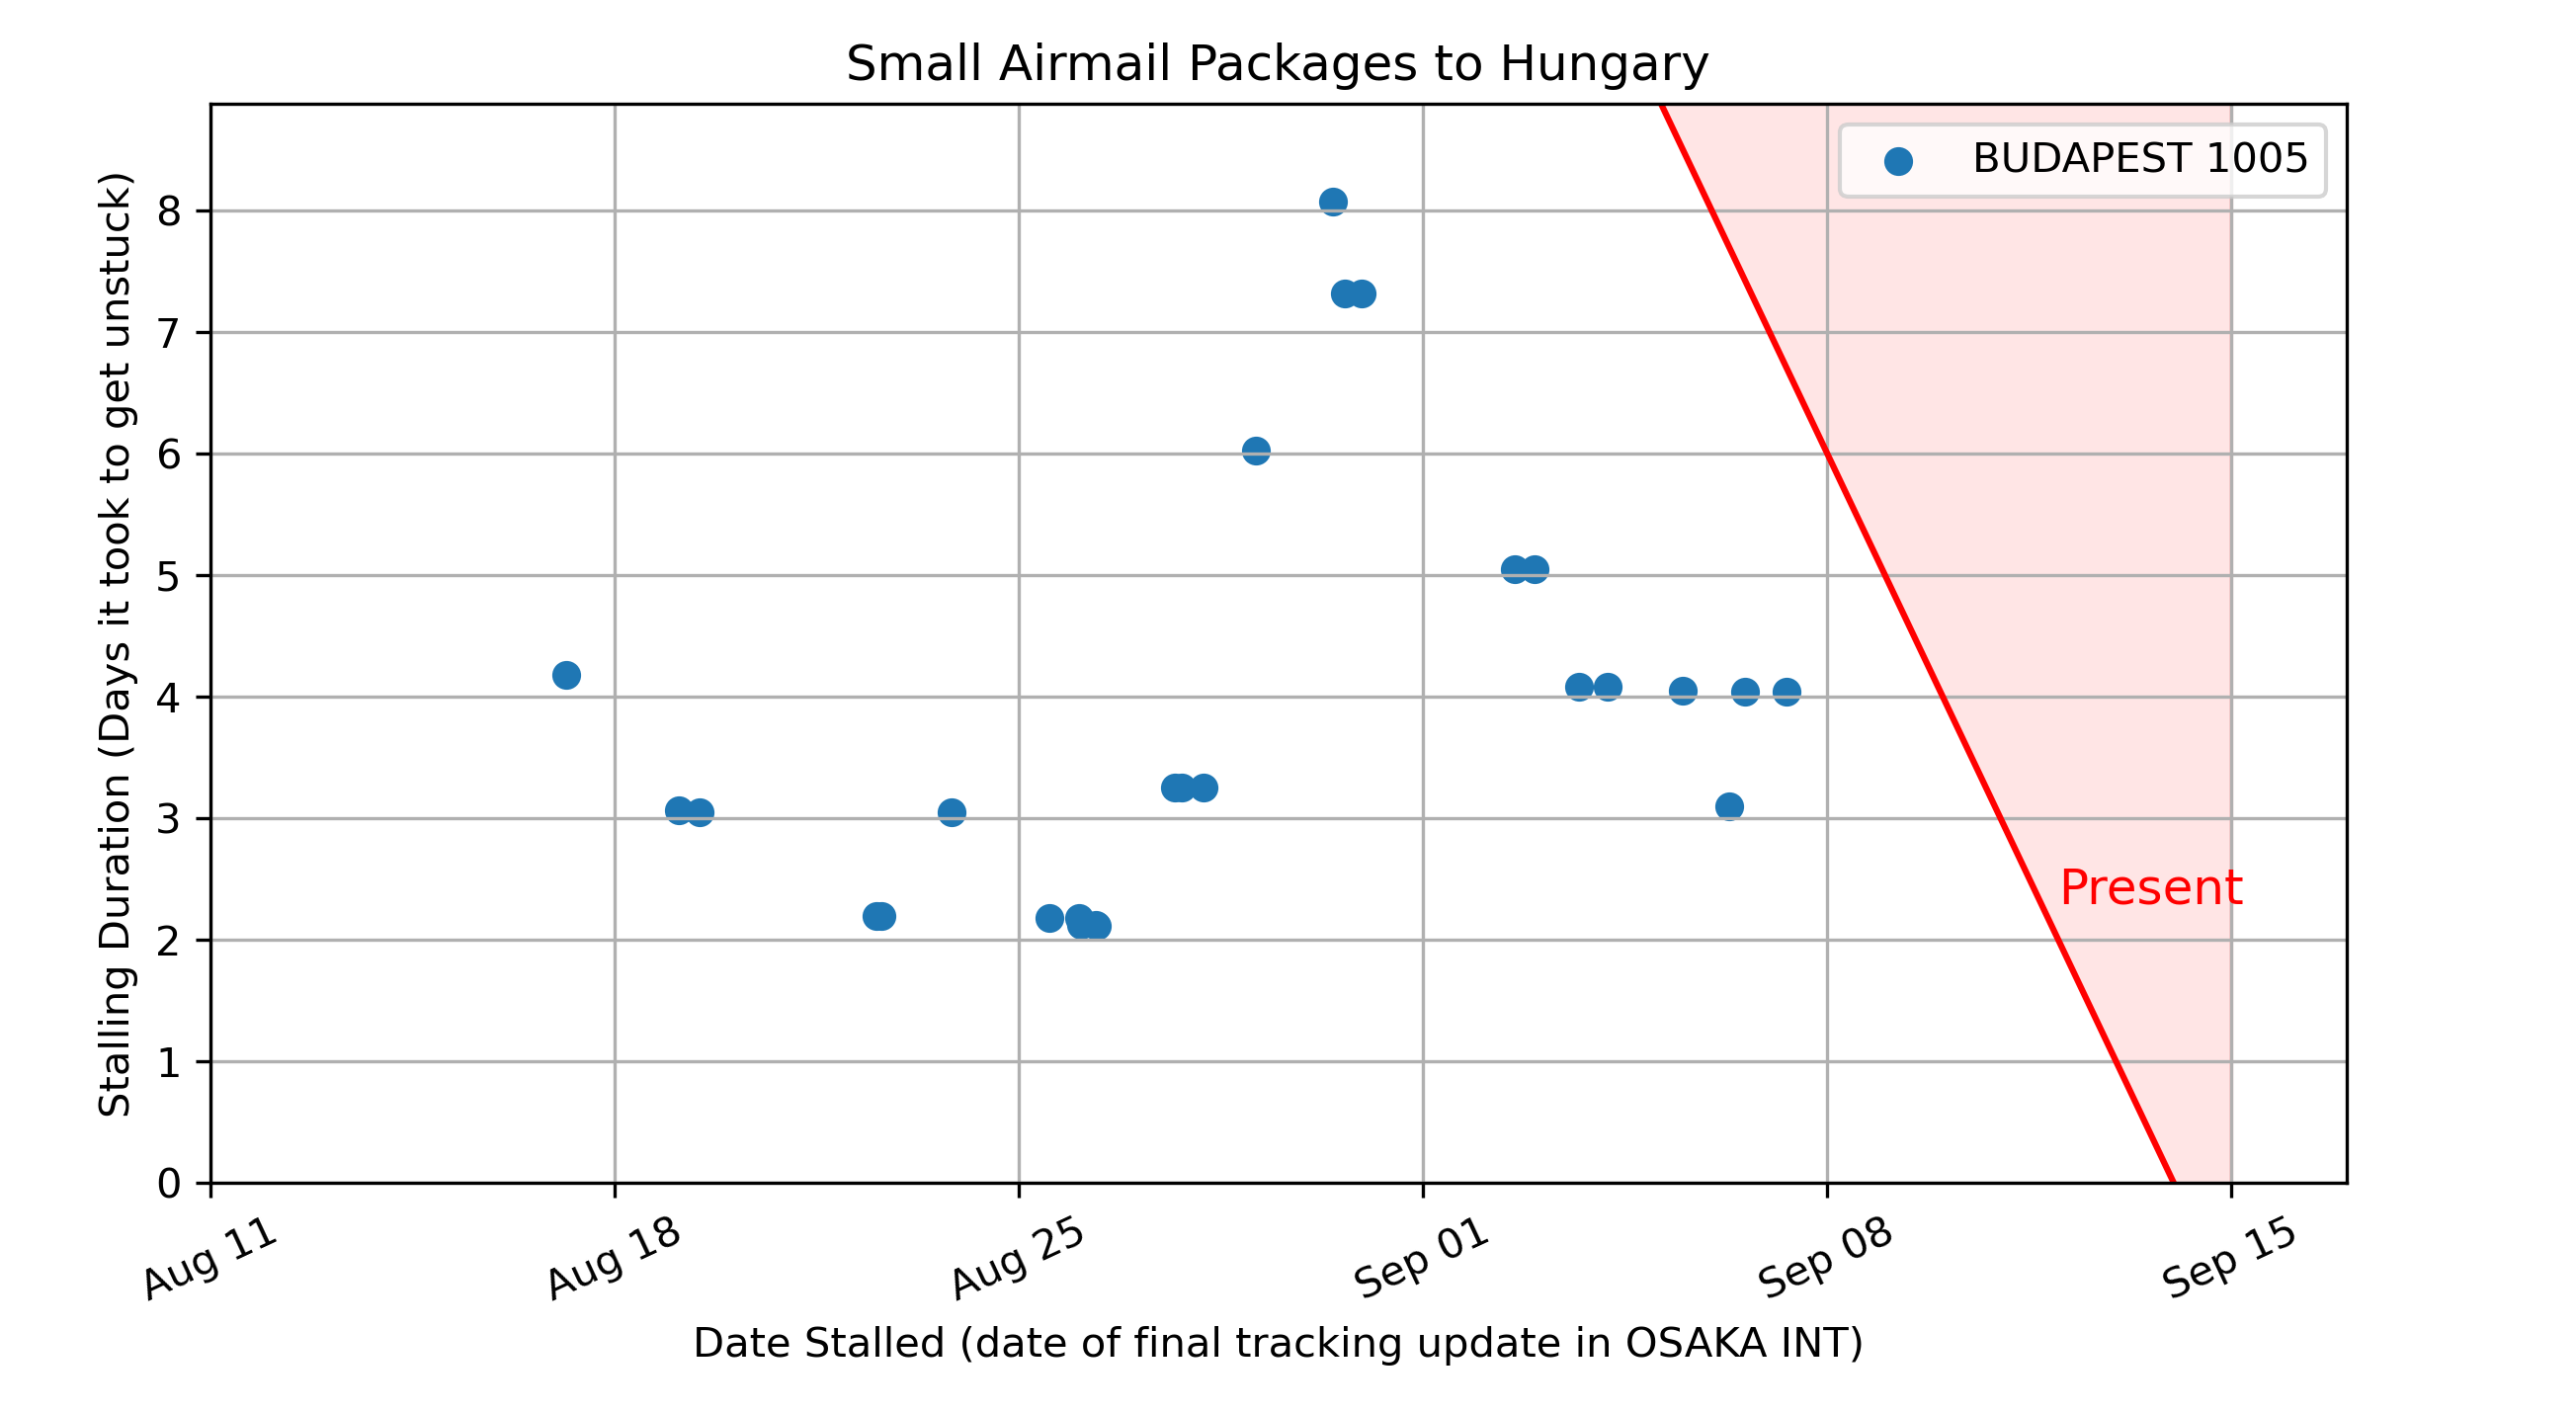 Small Airmail Packages to Hungary
BUDAPEST 1005
Stalling Duration (Days it took to get unstuck)
8
7
6
5
4
3
2
1
0
Present
Aug 11
Aug 18
Aug 25
Sep 01
Sep 08
Sep 15
Date Stalled (date of final tracking update in OSAKA INT)